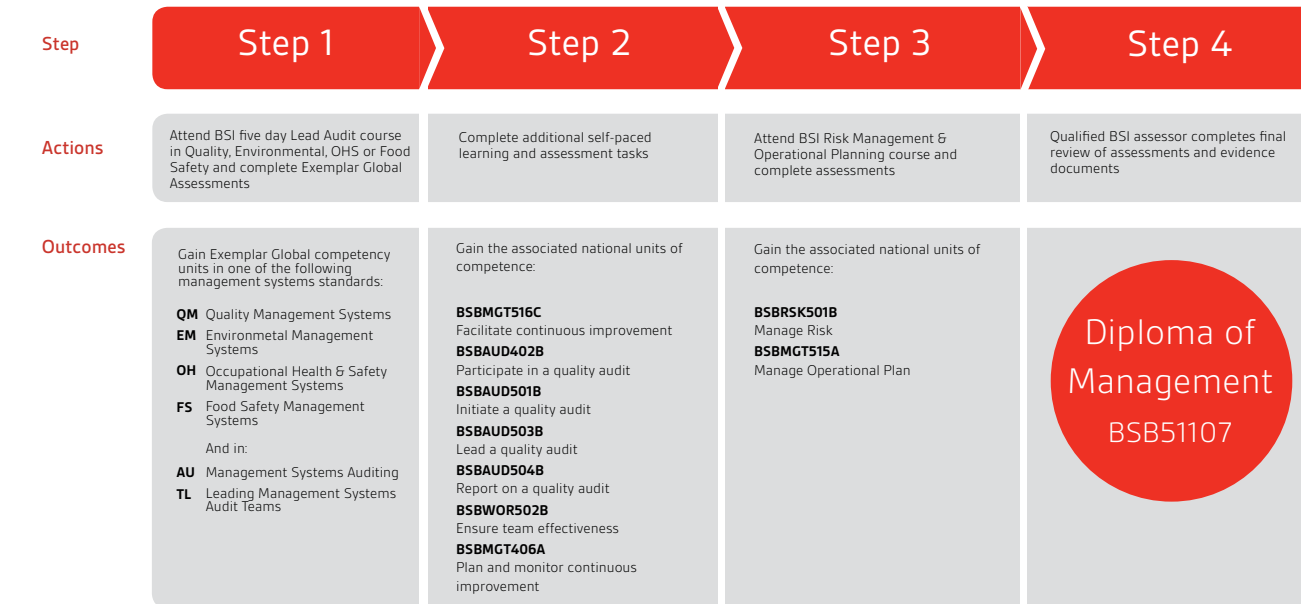 Step
Step 1
Step 2
Step 3
Step 4
Actions
Attend BSI five day Lead Audit course
in Quality, Environmental, OHS or Food
Safety and complete Exemplar Global
Assessments
Complete additional self-paced
learning and assessment tasks
Attend BSI Risk Management &
Operational Planning course and
complete assessments
Qualified BSI assessor completes final
review of assessments and evidence
documents
Outcomes
Gain Exemplar Global competency
units in one of the following
management systems standards:
QM Quality Management Systems
EM Environmetal Management
Systems
OH Occupational Health & Safety
Management Systems
FS Food Safety Management
Systems
And in:
AU Management Systems Auditing
TL Leading Management Systems
Audit Teams
Gain the associated national units of
competence:
BSBMGT516C
Facilitate continuous improvement
BSBAUD402B
Participate in a quality audit
BSBAUD501B
Initiate a quality audit
BSBAUD503B
Lead a quality audit
BSBAUD504B
Report on a quality audit
BSBWOR502B
Ensure team effectiveness
BSBMGT406A
Plan and monitor continuous
improvement
Gain the associated national units of
competence:
BSBRSK501B
Manage Risk
BSBMGT515A
Manage Operational Plan
Diploma of
Management
BSB51107